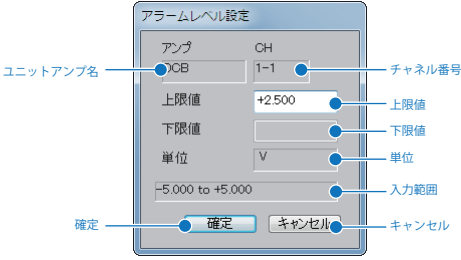 アラームレベル設定
アンプ CH
ユニットアンプ名 DCB 1-1 チャネル番号
上限値 +2.500 上限値
下限値 下限値
単位 V 単位
-5.000 to +5.000 入力範囲
確定 確定 キャンセル キャンセル